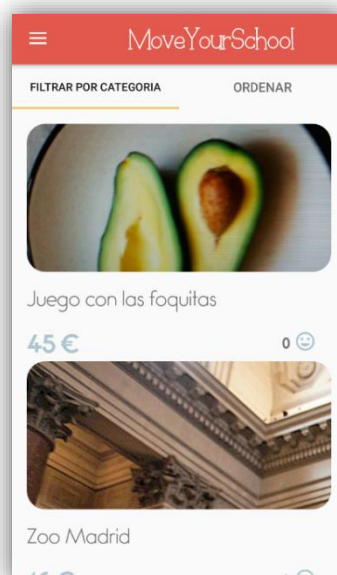 MoveYourSchool
FILTRAR POR CATEGORIA
ORDENAR
Juego con las foquitas
45 €
0
Zoo Madrid